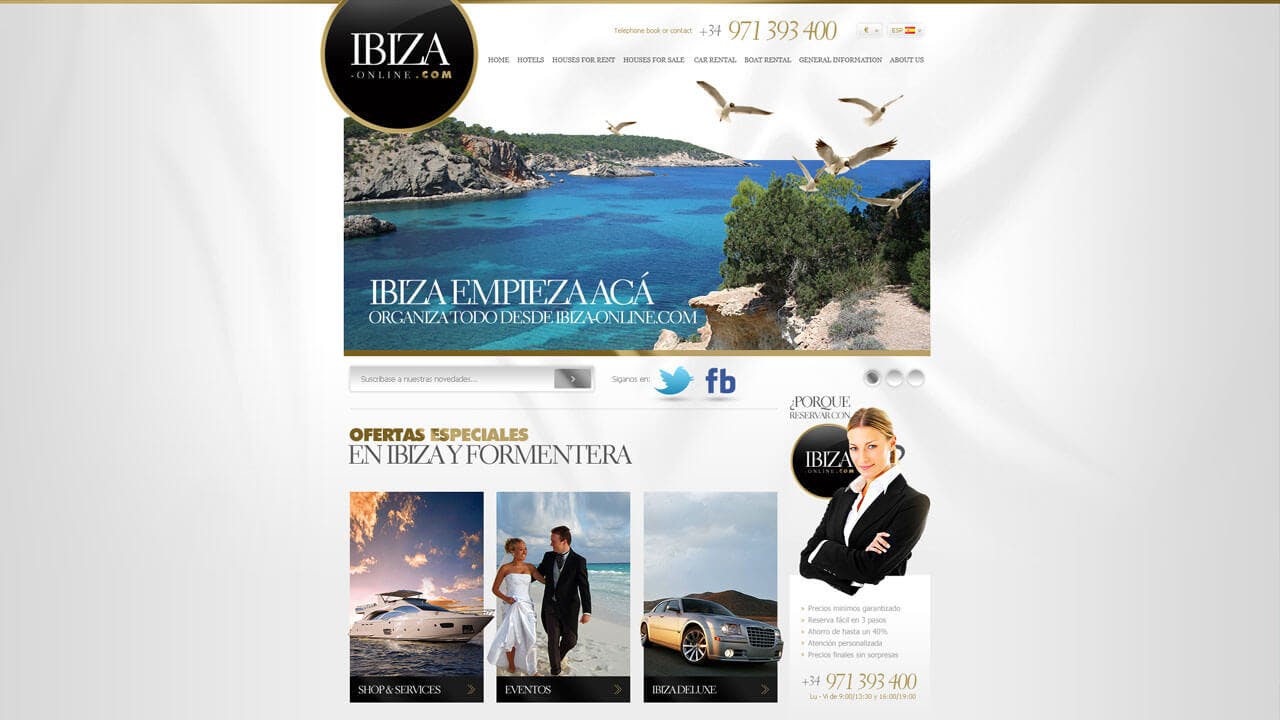 IBIZA
-ONLINE.COM
Telephone book or contact +34 971 393 400
€
ESP
HOME HOTELS HOUSES FOR RENT HOUSES FOR SALE CAR RENTAL BOAT RENTAL GENERAL INFORMATION ABOUT US
IBIZA EMPIEZA ACÁ
ORGANIZA TODO DESDE IBIZA-ONLINE.COM
Suscribase a nuestras novedades...
Siganos en:
fb
OFERTAS ESPECIALES
EN IBIZA Y FORMENTERA
SHOP & SERVICES
EVENTOS
IBIZA DELUXE
¿PORQUE
RESERVAR CON
IBIZA
-ONLINE.COM
?
Precios minimos garantizado
Reserva fácil en 3 pasos
Ahorro de hasta un 40%
Atención personalizada
Precios finales sin sorpresas
+34 971 393 400
Lu - Vi de 9:00/13:30 y 16:00/19:00